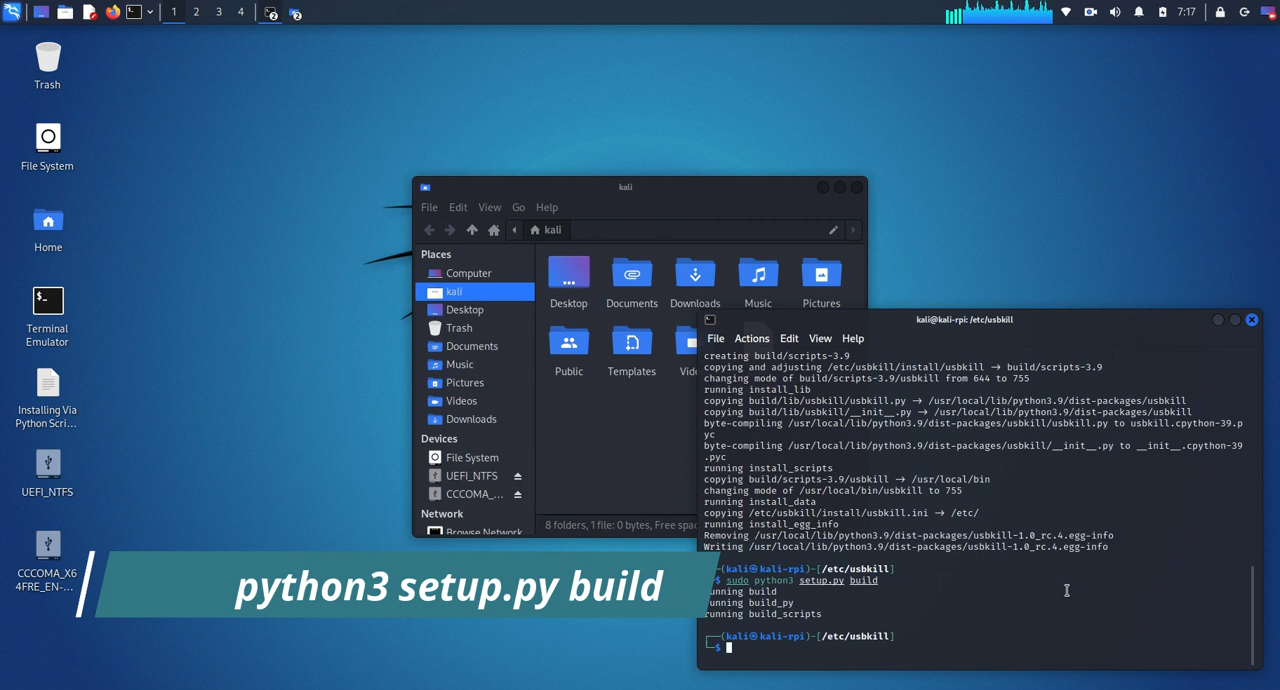 1 2 3 4
2
2
7:17
Trash
File System
Home
$_
Terminal
Emulator
Installing Via
Python Scri...
UEFI_NTFS
CCCOMA_X6
4FRE_EN-...
kali
File Edit View Go Help
kali
Places
Computer
kali
Desktop
Trash
Documents
Music
Pictures
Videos
Downloads
Devices
File System
UEFI_NTFS
CCCOMA_...
Network
Browse Network
Desktop Documents Downloads Music Pictures
Public Templates Vide
8 folders, 1 file: 0 bytes, Free spac
kali@kali-rpi: /etc/usbkill
File Actions Edit View Help
creating build/scripts-3.9
copying and adjusting /etc/usbkill/install/usbkill → build/scripts-3.9
changing mode of build/scripts-3.9/usbkill from 644 to 755
running install_lib
copying build/lib/usbkill/usbkill.py → /usr/local/lib/python3.9/dist-packages/usbkill
copying build/lib/usbkill/__init__.py → /usr/local/lib/python3.9/dist-packages/usbkill
byte-compiling /usr/local/lib/python3.9/dist-packages/usbkill/usbkill.py to usbkill.cpython-39.p
yc
byte-compiling /usr/local/lib/python3.9/dist-packages/usbkill/__init__.py to __init__.cpython-39
.pyc
running install_scripts
copying build/scripts-3.9/usbkill → /usr/local/bin
changing mode of /usr/local/bin/usbkill to 755
running install_data
copying /etc/usbkill/install/usbkill.ini → /etc/
running install_egg_info
Removing /usr/local/lib/python3.9/dist-packages/usbkill-1.0_rc.4.egg-info
Writing /usr/local/lib/python3.9/dist-packages/usbkill-1.0_rc.4.egg-info
(kali㉿kali-rpi)-[/etc/usbkill]
$ sudo python3 setup.py build
unning build
unning build_py
unning build_scripts
┌──(kali㉿kali-rpi)-[/etc/usbkill]
└─$
python3 setup.py build